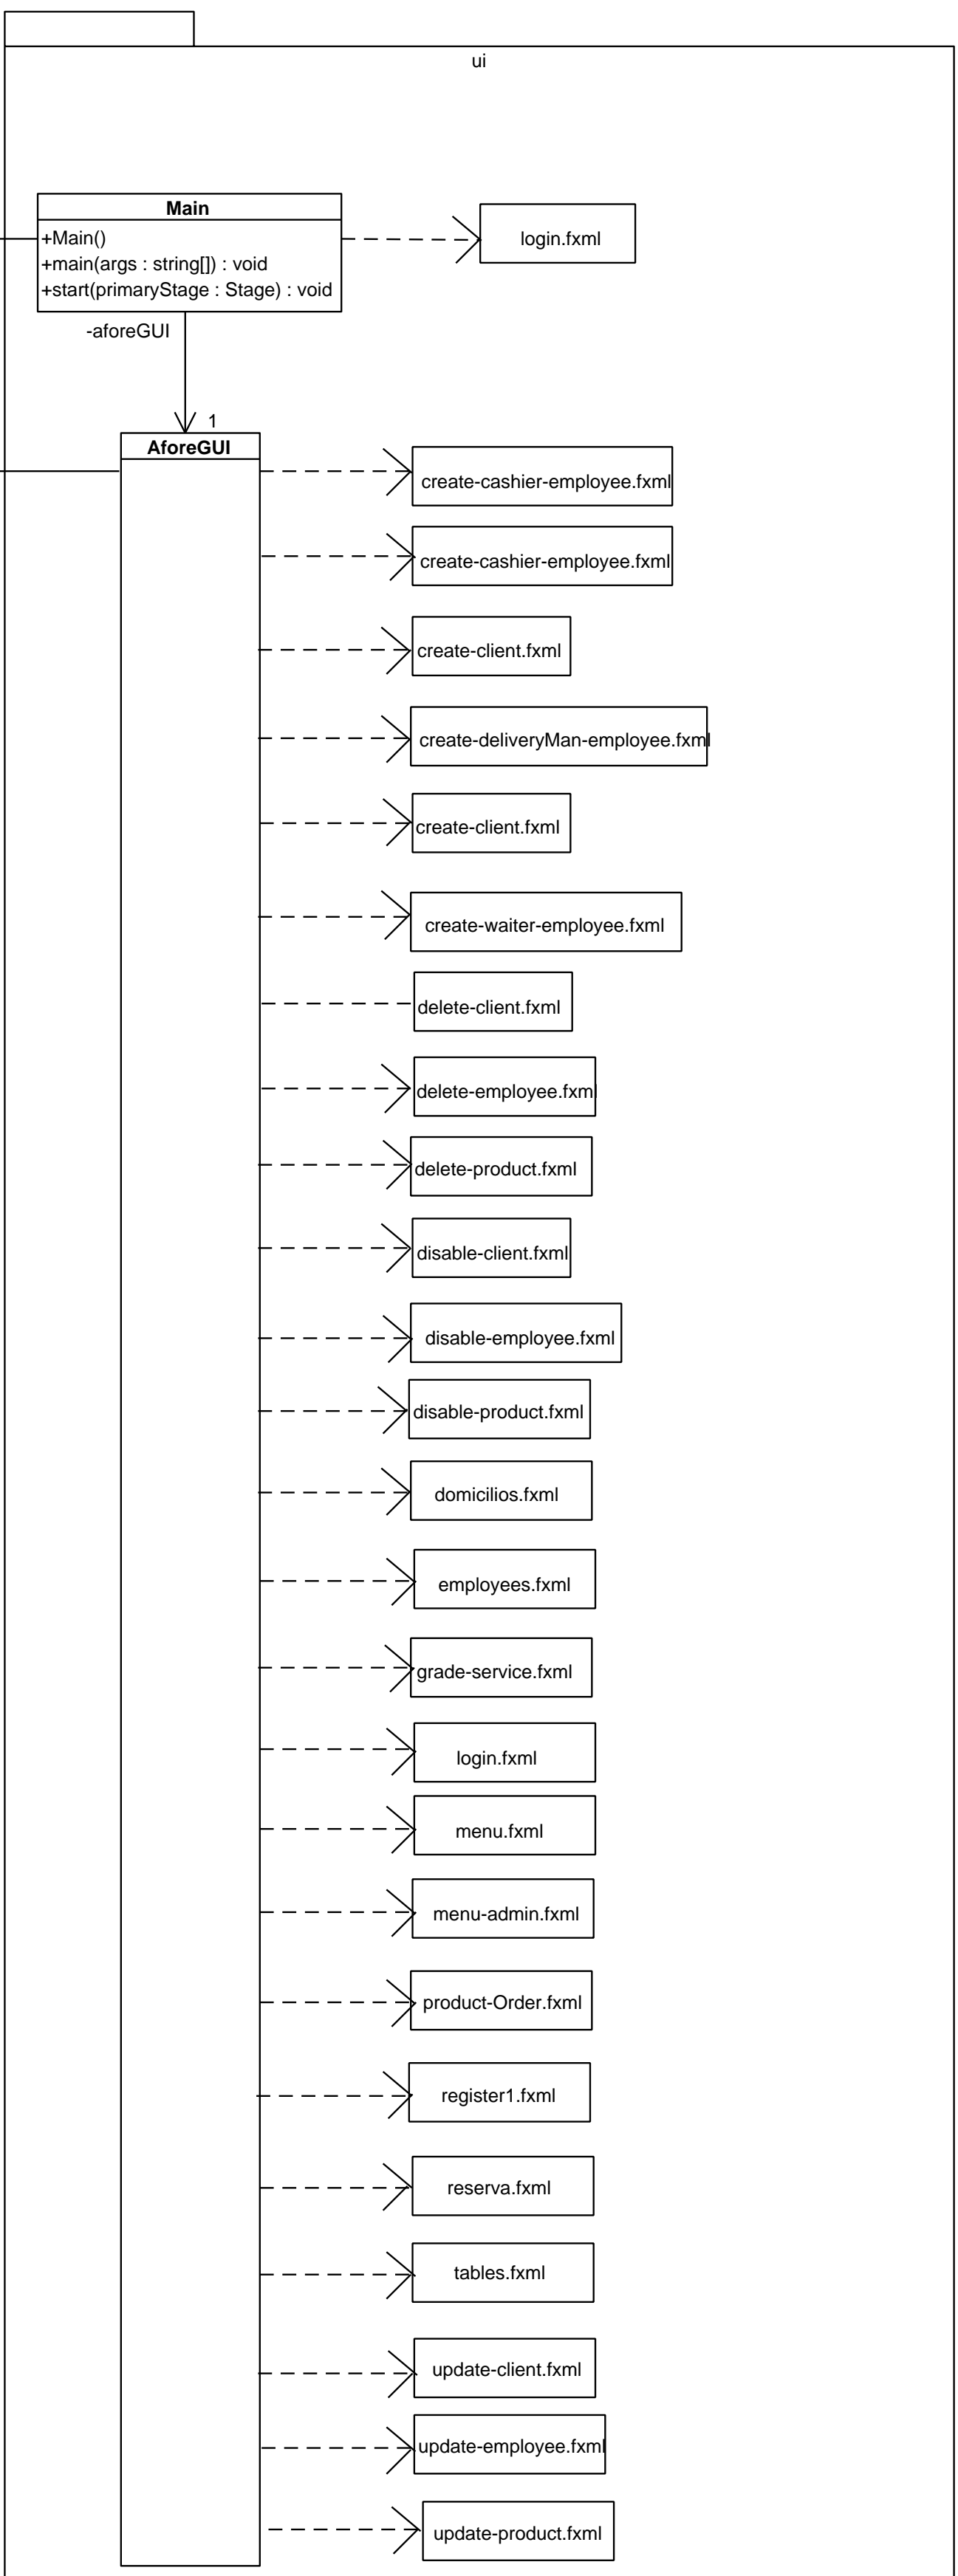 ui
Main
+Main()
+main(args : string[]) : void
+start(primaryStage : Stage) : void
login.fxml
-aforeGUI
1
AforeGUI
create-cashier-employee.fxml
create-cashier-employee.fxml
create-client.fxml
create-deliveryMan-employee.fxml
create-client.fxml
create-waiter-employee.fxml
delete-client.fxml
delete-employee.fxml
delete-product.fxml
disable-client.fxml
disable-employee.fxml
disable-product.fxml
domicilios.fxml
employees.fxml
grade-service.fxml
login.fxml
menu.fxml
menu-admin.fxml
product-Order.fxml
register1.fxml
reserva.fxml
tables.fxml
update-client.fxml
update-employee.fxml
update-product.fxml